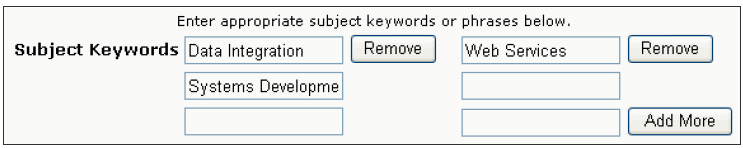 Enter appropriate subject keywords or phrases below.
Subject Keywords Data Integration Remove Web Services Remove
Systems Developme
Add More